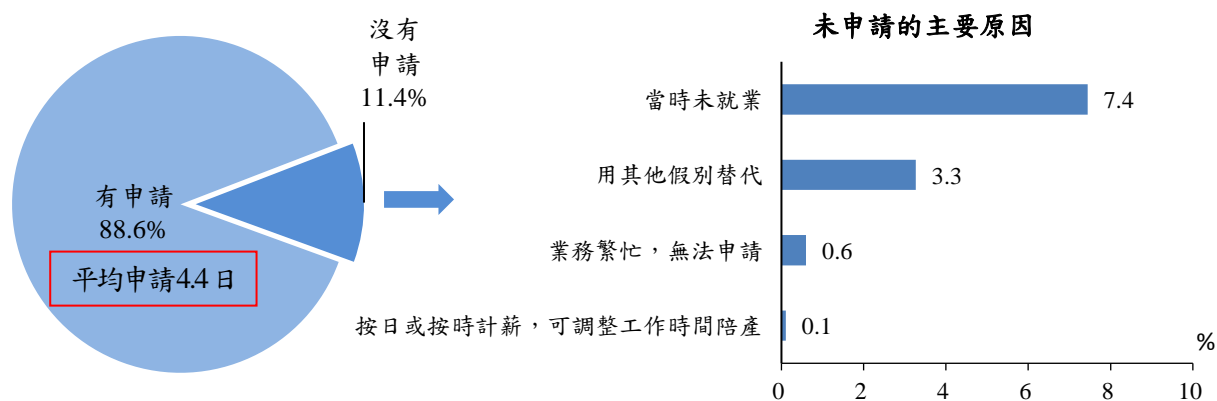 沒有
申請
11.4%
有申請
88.6%
平均申請4.4日
未申請的主要原因
當時未就業
7.4
用其他假別替代
3.3
業務繁忙，無法申請
0.6
按日或按時計薪，可調整工作時間陪產
0.1
%
0 2 4 6 8 10